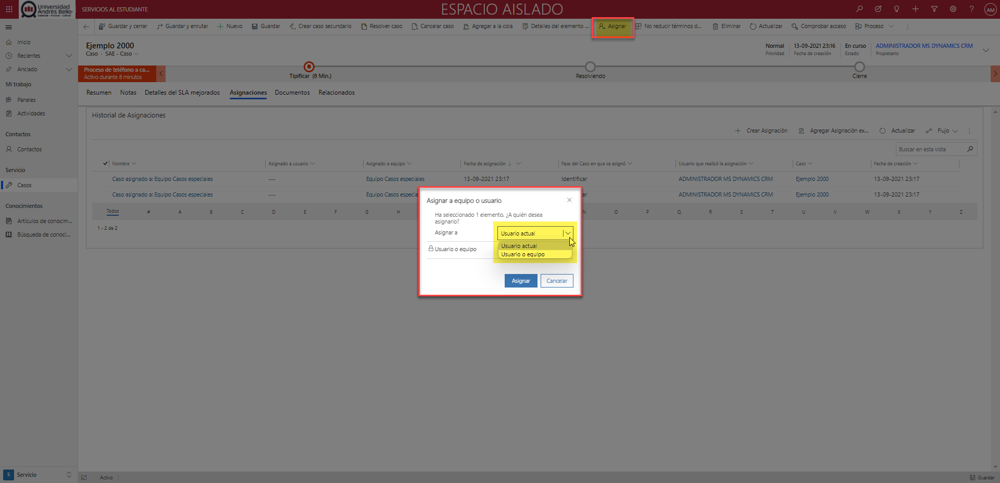 Universidad
Andrés Bello
Conectar · Innovar · Liderar
SERVICIOS AL ESTUDIANTE
ESPACIO AISLADO
AM
Guardar y cerrar
Guardar y enrutar
Nuevo
Guardar
Crear caso secundario
Resolver caso
Cancelar caso
Agregar a la cola
Detalles del elemento ...
Asignar
No reducir términos d...
Eliminar
Actualizar
Comprobar acceso
Proceso
Inicio
Recientes
Anclado
Mi trabajo
Paneles
Actividades
Contactos
Contactos
Servicio
Casos
Conocimientos
Artículos de conocim...
Búsqueda de conoci...
Ejemplo 2000
Caso · SAE - Caso
Normal
Prioridad
13-09-2021 23:16
Fecha de creación
En curso
Estado
ADMINISTRADOR MS DYNAMICS CRM
Propietario
Proceso de teléfono a ca...
Activo durante 8 minutos
Tipificar (8 Min.)
Resolviendo
Cierre
Resumen
Notas
Detalles del SLA mejorados
Asignaciones
Documentos
Relacionados
Historial de Asignaciones
Crear Asignación
Agregar Asignación ex...
Actualizar
Flujo
Buscar en esta vista
Nombre
Asignado a usuario
Asignado a equipo
Fecha de asignación
Fase del Caso en que se asignó
Usuario que realizó la asignación
Caso
Fecha de creación
Caso asignado a: Equipo Casos especiales
---
Equipo Casos especiales
13-09-2021 23:17
Identificar
ADMINISTRADOR MS DYNAMICS CRM
Ejemplo 2000
13-09-2021 23:17
Caso asignado a: Equipo Casos especiales
---
Equipo Casos especia
ar
ADMINISTRADOR MS DYNAMICS CRM
Ejemplo 2000
13-09-2021 23:17
Todos # A B C D E F G H N O P Q R S T U V W X Y Z
1 - 2 de 2
Asignar a equipo o usuario
Ha seleccionado 1 elemento. ¿A quién desea
asignarlo?
Asignar a
Usuario actual
Usuario actual
Usuario o equipo
Usuario o equipo
Asignar
Cancelar
S
Servicio
Activo
Guardar